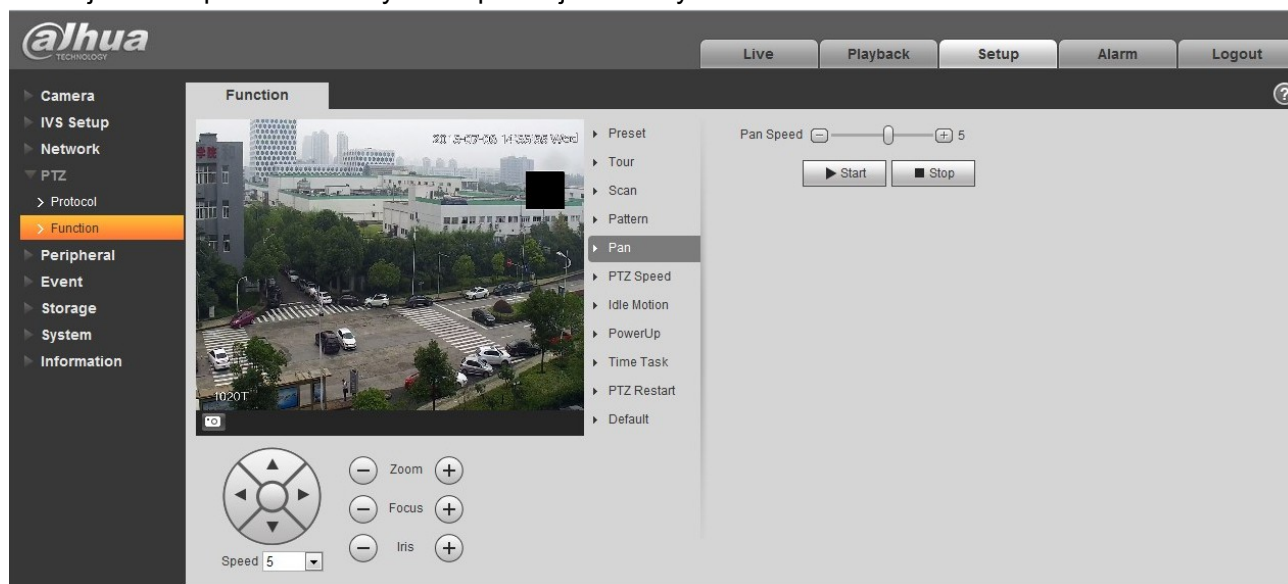 alhua
TECHNOLOGY
Live
Playback
Setup
Alarm
Logout
Camera
IVS Setup
Network
PTZ
Protocol
Function
Peripheral
Event
Storage
System
Information
Function
1020T
Preset
Tour
Scan
Pattern
Pan
PTZ Speed
Idle Motion
PowerUp
Time Task
PTZ Restart
Default
Pan Speed 5
Start Stop
Zoom
Focus
Iris
Speed 5